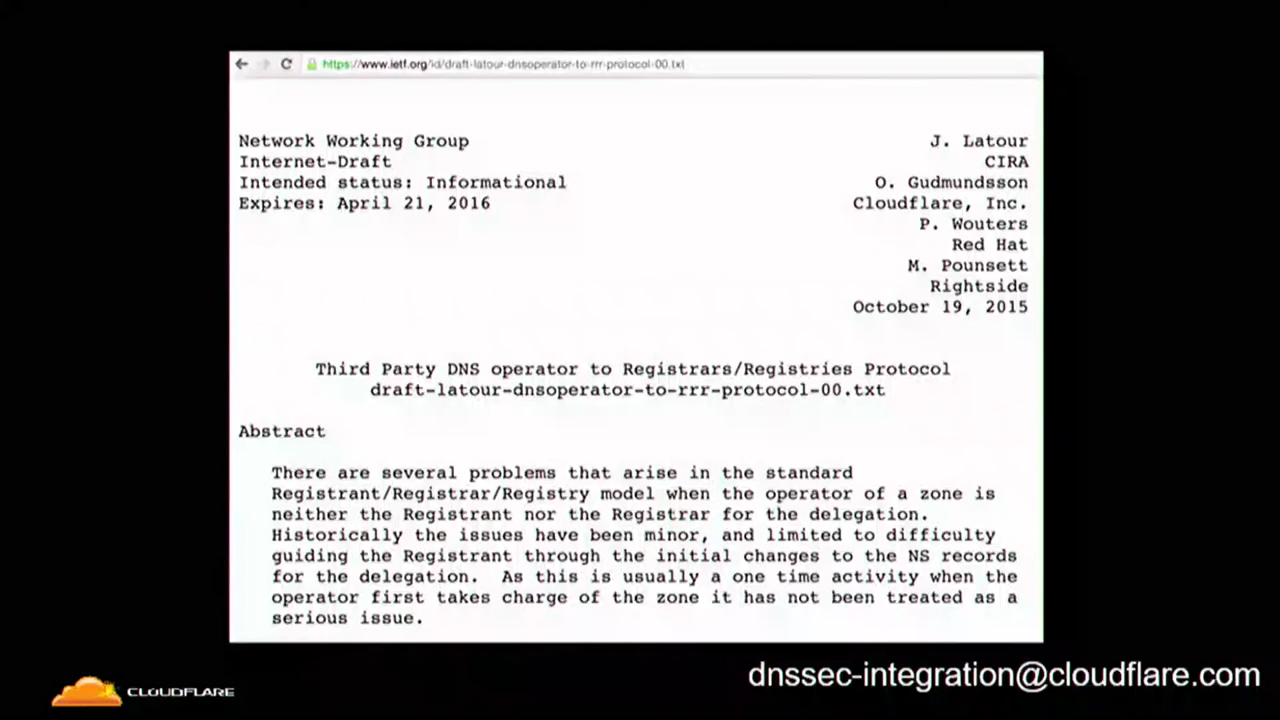 https://www.ietf.org/id/draft-latour-dnsoperator-to-rrr-protocol-00.txt
Network Working Group J. Latour
Internet-Draft CIRA
Intended status: Informational O. Gudmundsson
Expires: April 21, 2016 Cloudflare, Inc.
P. Wouters
Red Hat
M. Pounsett
Rightside
October 19, 2015
Third Party DNS operator to Registrars/Registries Protocol
draft-latour-dnsoperator-to-rrr-protocol-00.txt
Abstract
There are several problems that arise in the standard
Registrant/Registrar/Registry model when the operator of a zone is
neither the Registrant nor the Registrar for the delegation.
Historically the issues have been minor, and limited to difficulty
guiding the Registrant through the initial changes to the NS records
for the delegation. As this is usually a one time activity when the
operator first takes charge of the zone it has not been treated as a
serious issue.
CLOUDFLARE
dnssec-integration@cloudflare.com